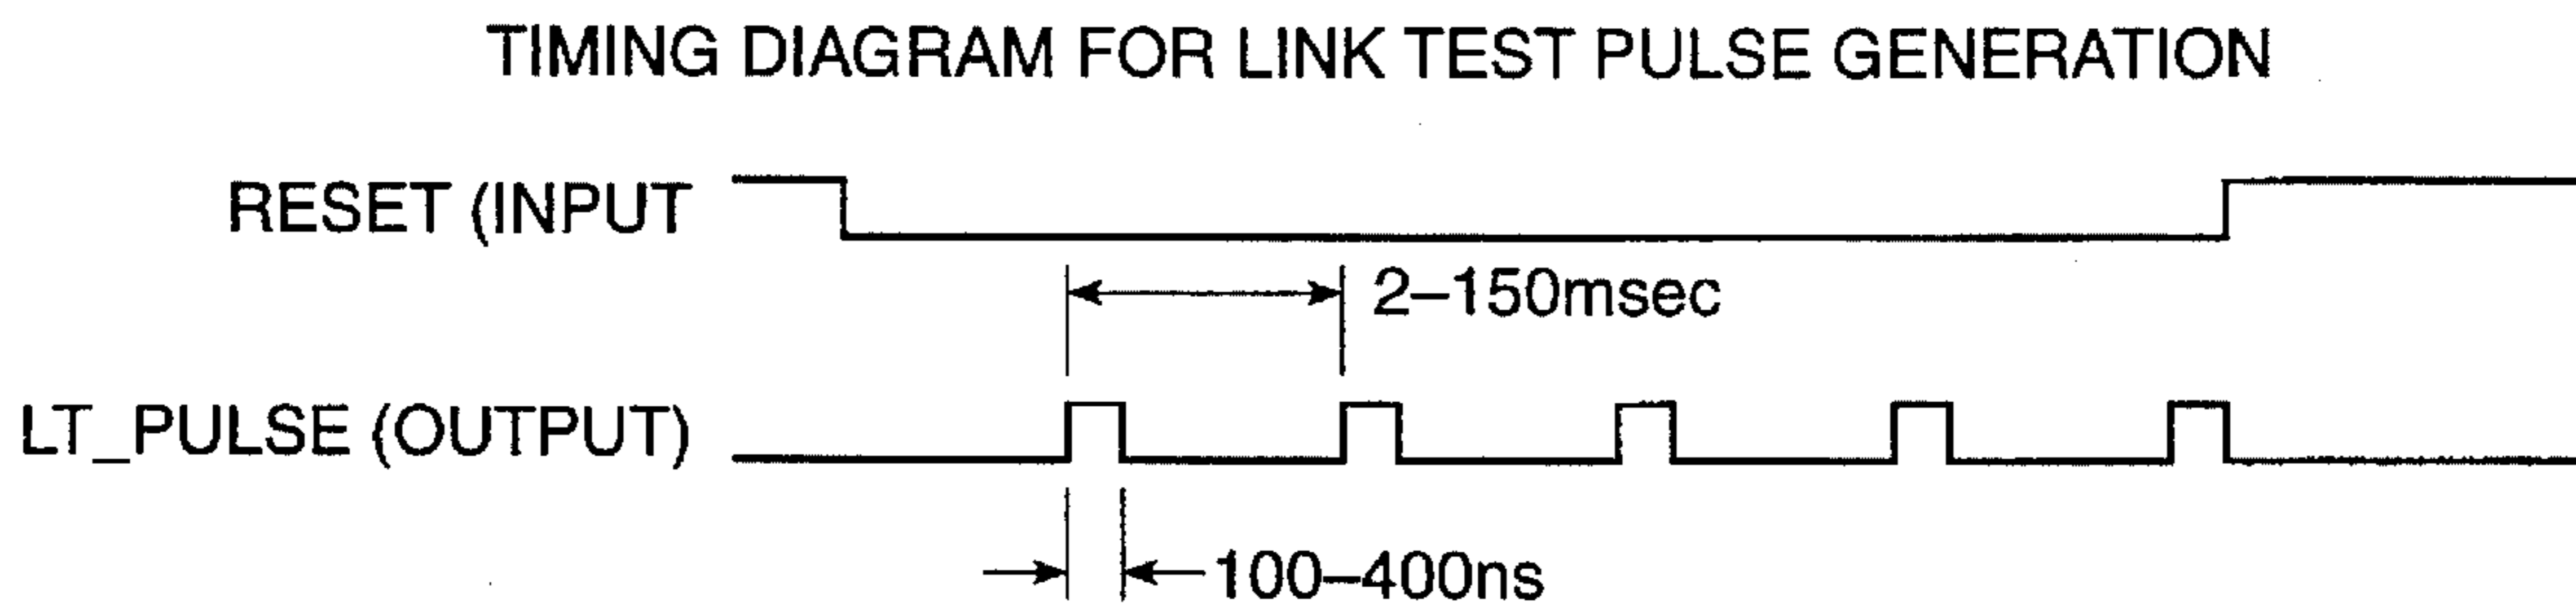 TIMING DIAGRAM FOR LINK TEST PULSE GENERATION
RESET (INPUT
2–150msec
LT_PULSE (OUTPUT)
100–400ns